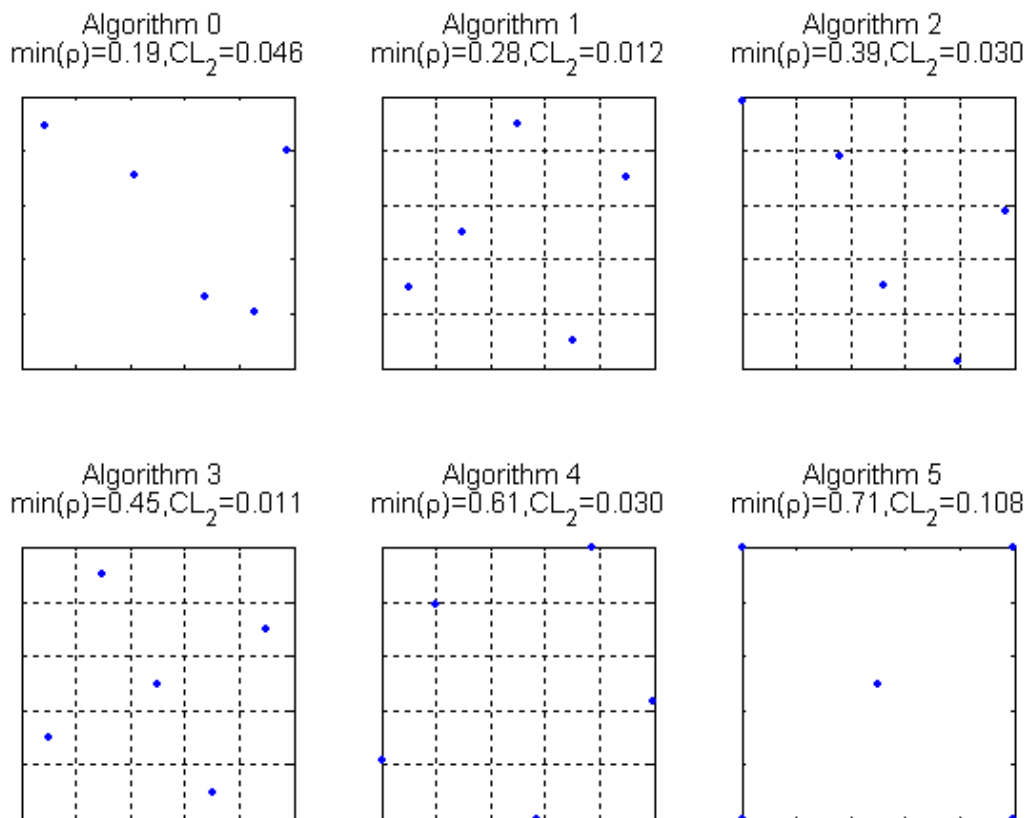 Algorithm 0
min(ρ)=0.19,CL₂=0.046
Algorithm 1
min(ρ)=0.28,CL₂=0.012
Algorithm 2
min(ρ)=0.39,CL₂=0.030
Algorithm 3
min(ρ)=0.45,CL₂=0.011
Algorithm 4
min(ρ)=0.61,CL₂=0.030
Algorithm 5
min(ρ)=0.71,CL₂=0.108